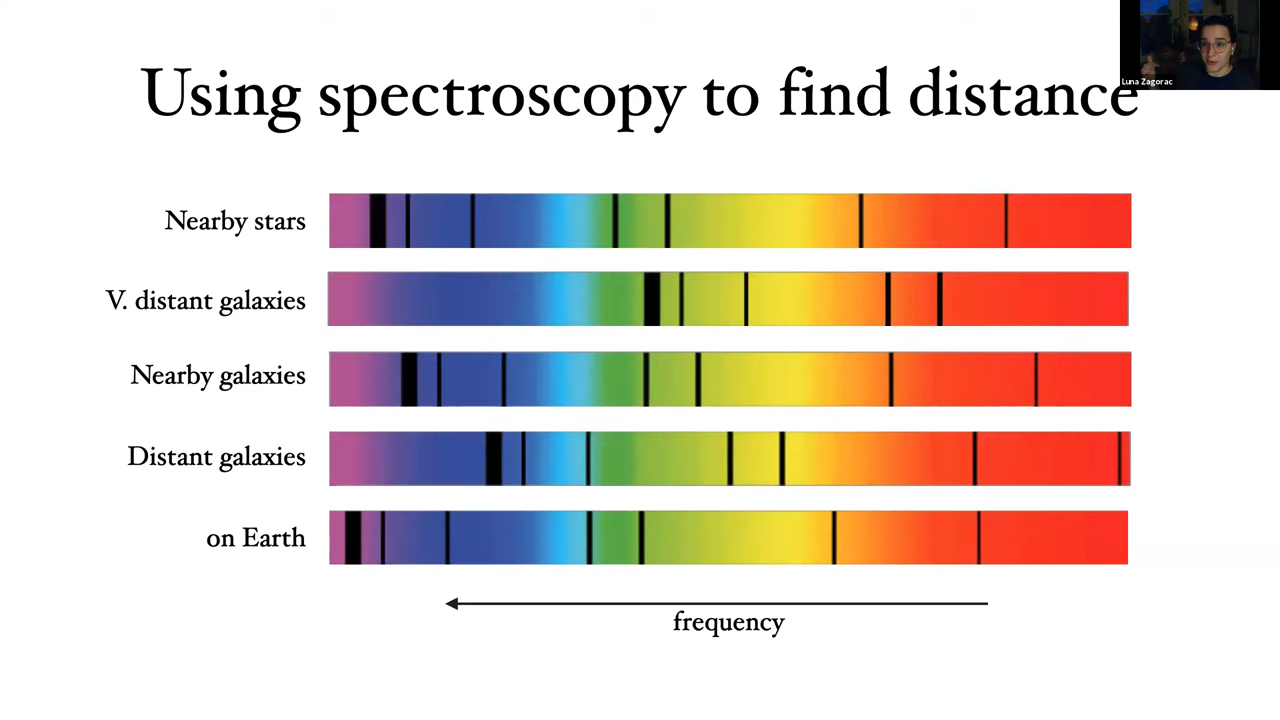 Luna Zagorac
Using spectroscopy to find distance
Nearby stars
V. distant galaxies
Nearby galaxies
Distant galaxies
on Earth
frequency